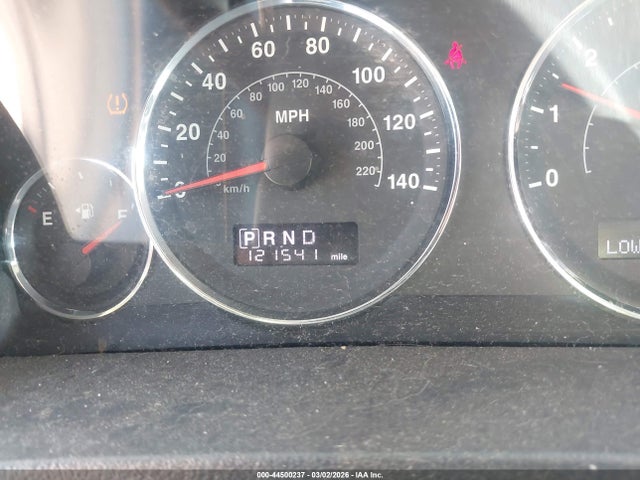 0 20 40 60 80 100 120 140
MPH
20 40 60 80 100 120 140 160 180 200 220
km/h
E F
P R N D
121541 mile
0 1 2
LOW
000-44500237 - 03/02/2026 - IAA Inc.